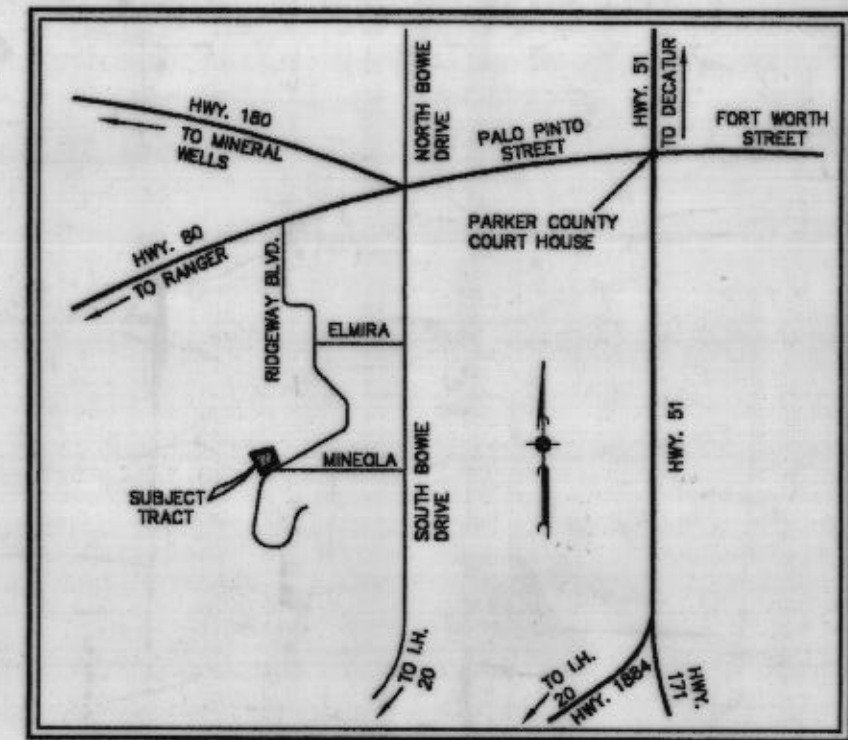 HWY. 180
TO MINERAL
WELLS
NORTH BOWIE
DRIVE
PALO PINTO
STREET
HWY. 51
TO DECATUR
FORT WORTH
STREET
PARKER COUNTY
COURT HOUSE
HWY. 80
TO RANGER
RIDGEWAY BLVD.
ELMIRA
MINEOLA
SUBJECT
TRACT
SOUTH BOWIE
DRIVE
HWY. 51
TO I.H.
20
TO I.H.
20
HWY. 1884
HWY.
171